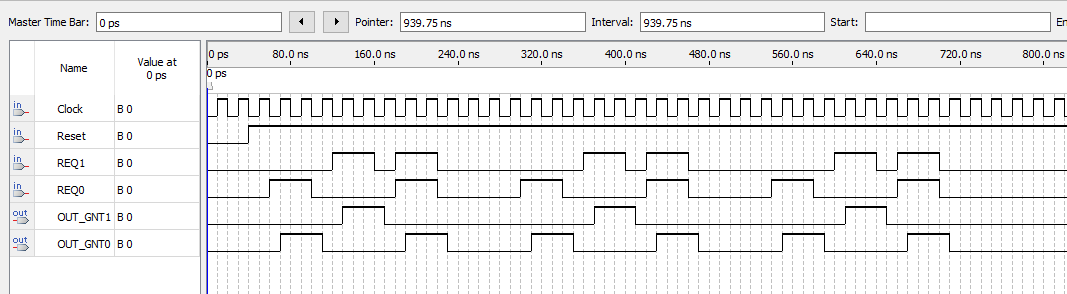 Master Time Bar: 0 ps Pointer: 939.75 ns Interval: 939.75 ns Start: En
Name Value at 0 ps
0 ps 80.0 ns 160.0 ns 240.0 ns 320.0 ns 400.0 ns 480.0 ns 560.0 ns 640.0 ns 720.0 ns 800.0 ns
0 ps
in Clock B 0
in Reset B 0
in REQ1 B 0
in REQ0 B 0
out OUT_GNT1 B 0
out OUT_GNT0 B 0